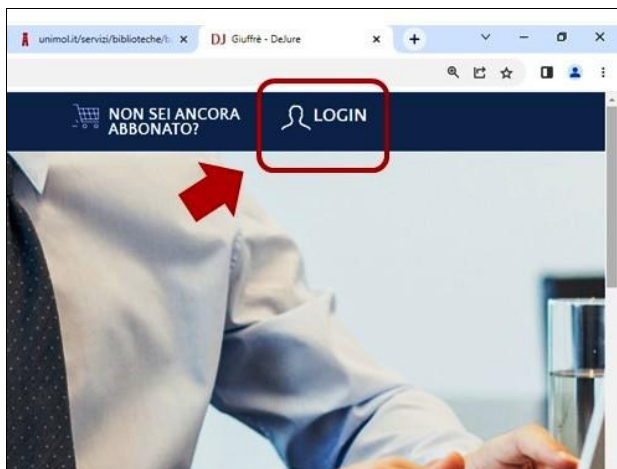 unimol.it/servizi/biblioteche/b
DJ Giuffrè - DeJure
NON SEI ANCORA
ABBONATO?
LOGIN